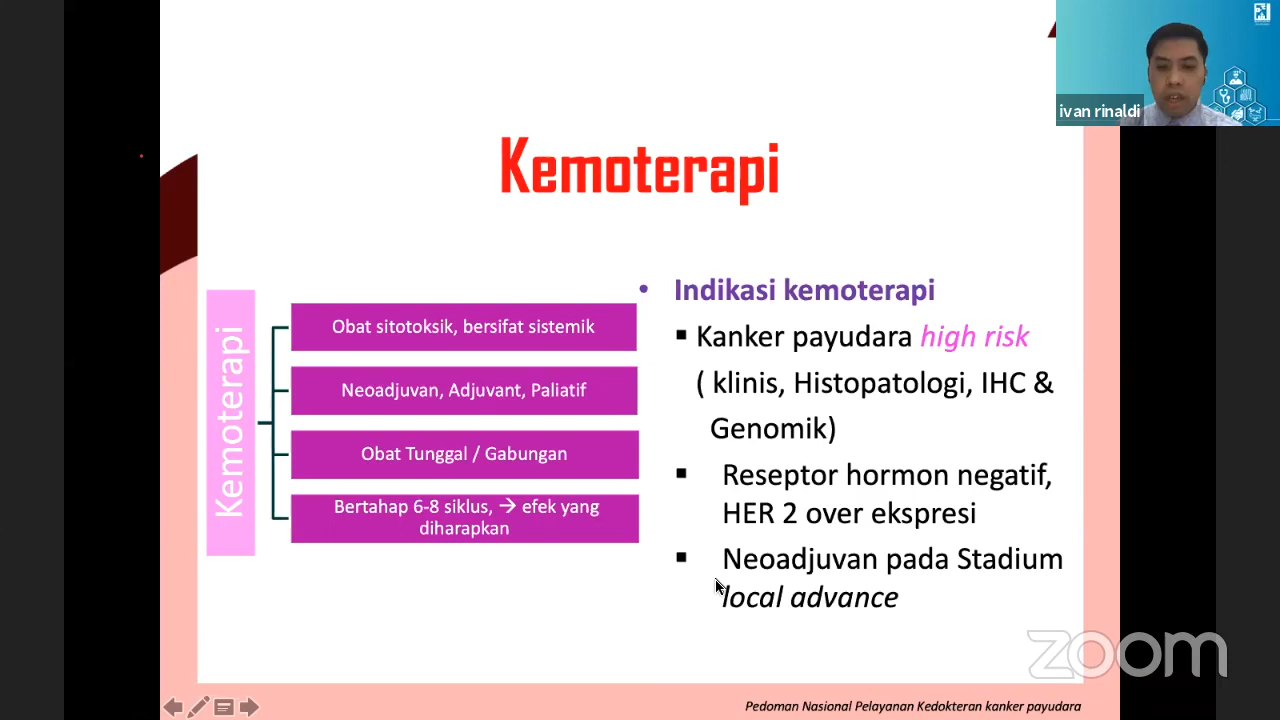 ivan rinaldi
Kemoterapi
Kemoterapi
Obat sitotoksik, bersifat sistemik
Neoadjuvan, Adjuvant, Paliatif
Obat Tunggal / Gabungan
Bertahap 6-8 siklus, → efek yang
diharapkan
• Indikasi kemoterapi
▪ Kanker payudara high risk
( klinis, Histopatologi, IHC &
Genomik)
▪ Reseptor hormon negatif,
HER 2 over ekspresi
▪ Neoadjuvan pada Stadium
local advance
zoom
Pedoman Nasional Pelayanan Kedokteran kanker payudara